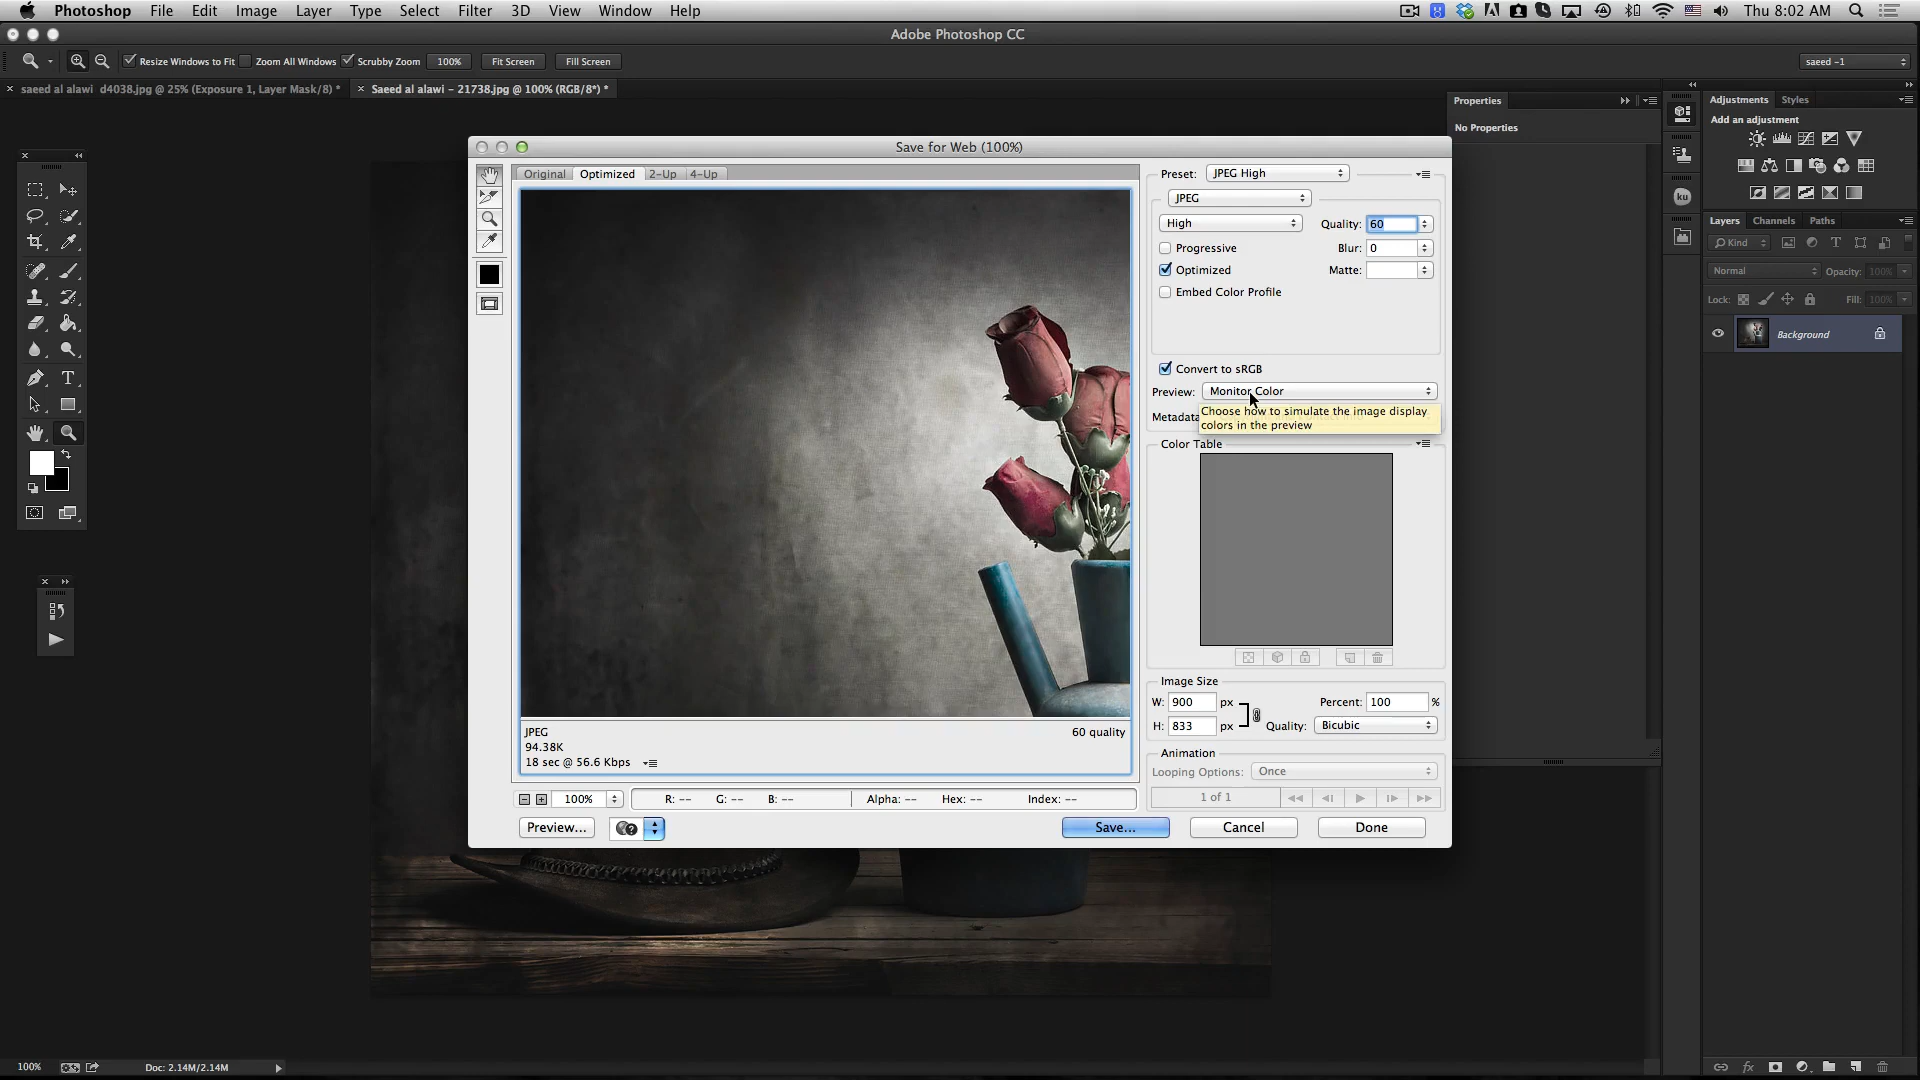 Photoshop File Edit Image Layer Type Select Filter 3D View Window Help Thu 8:02 AM
Adobe Photoshop CC
Resize Windows to Fit Zoom All Windows Scrubby Zoom 100% Fit Screen Fill Screen saeed -1
saeed al alawi d4038.jpg @ 25% (Exposure 1, Layer Mask/8) * Saeed al alawi – 21738.jpg @ 100% (RGB/8*) *
Properties
No Properties
Adjustments Styles
Add an adjustment
ku
Layers Channels Paths
Kind
Normal Opacity: 100%
Lock: Fill: 100%
Background
Save for Web (100%)
Original Optimized 2-Up 4-Up
Preset: JPEG High
JPEG
High Quality: 60
Progressive Blur: 0
Optimized Matte:
Embed Color Profile
Convert to sRGB
Preview: Monitor Color
Metadata
Choose how to simulate the image display
colors in the preview
Color Table
Image Size
W: 900 px Percent: 100 %
H: 833 px Quality: Bicubic
Animation
Looping Options: Once
1 of 1
JPEG 60 quality
94.38K
18 sec @ 56.6 Kbps
100% R: -- G: -- B: -- Alpha: -- Hex: -- Index: --
Preview... Save... Cancel Done
100% Doc: 2.14M/2.14M
fx